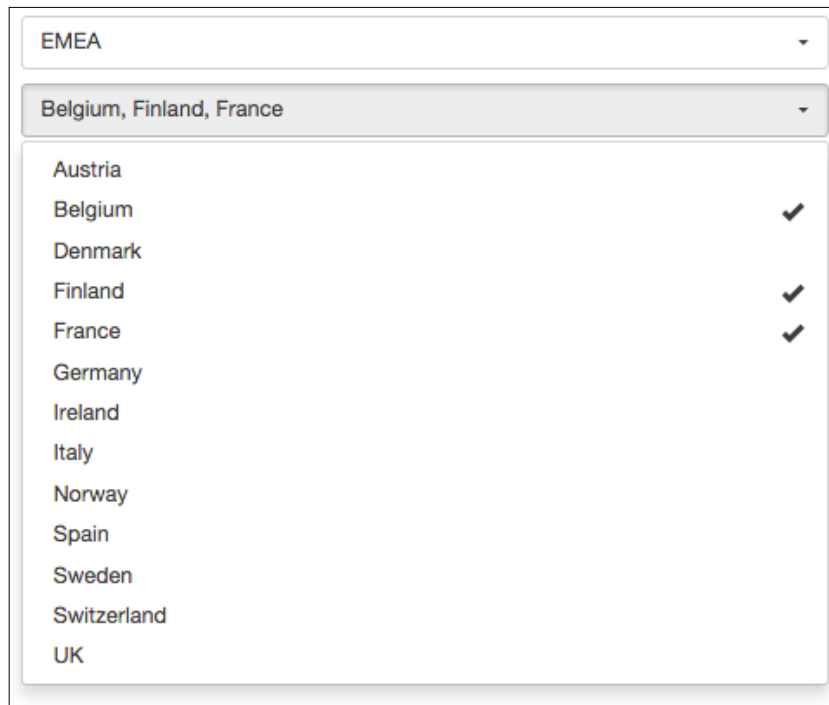 EMEA
Belgium, Finland, France
Austria
Belgium
Denmark
Finland
France
Germany
Ireland
Italy
Norway
Spain
Sweden
Switzerland
UK